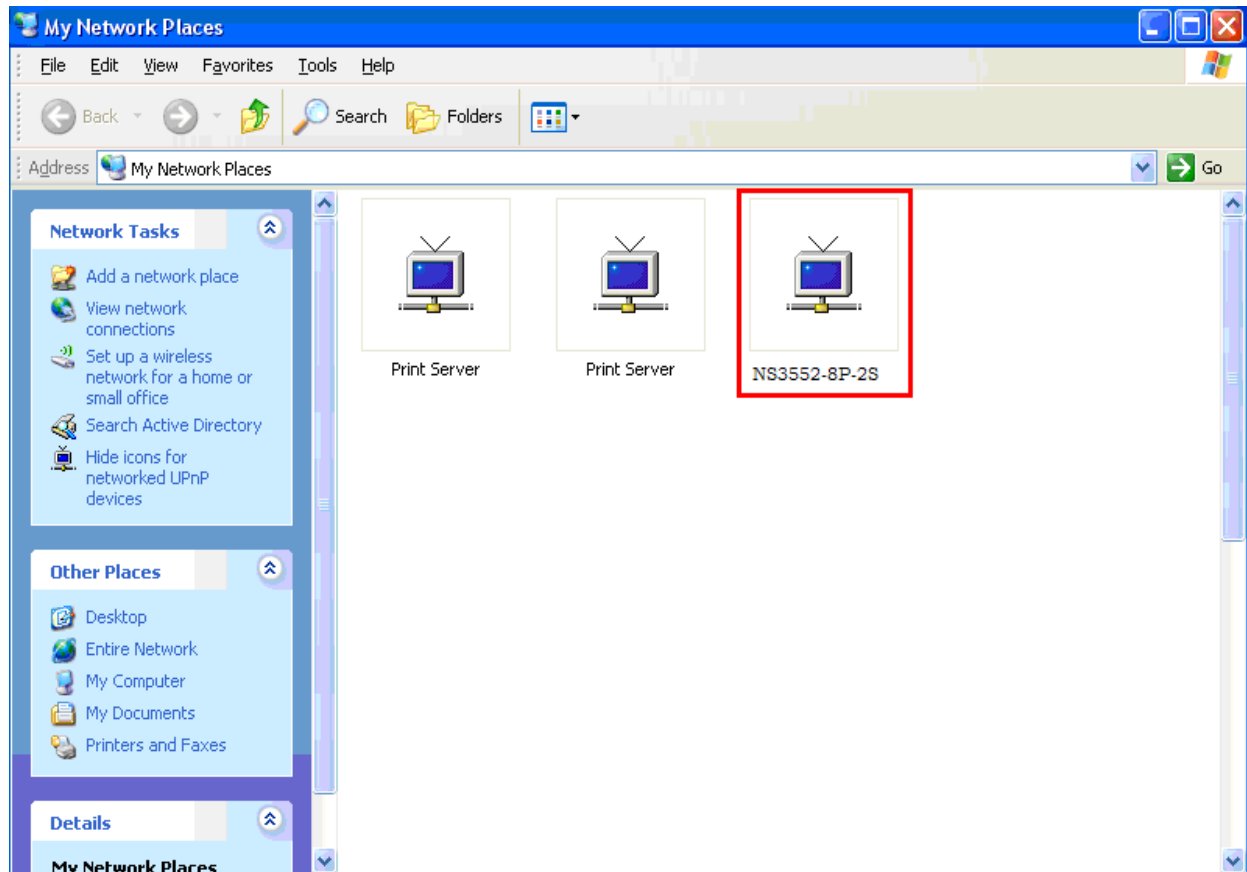 My Network Places
File Edit View Favorites Tools Help
Back Search Folders
Address My Network Places Go
Network Tasks
Add a network place
View network
connections
Set up a wireless
network for a home or
small office
Search Active Directory
Hide icons for
networked UPnP
devices
Other Places
Desktop
Entire Network
My Computer
My Documents
Printers and Faxes
Details
My Network Places
Print Server
Print Server
NS3552-8P-2S